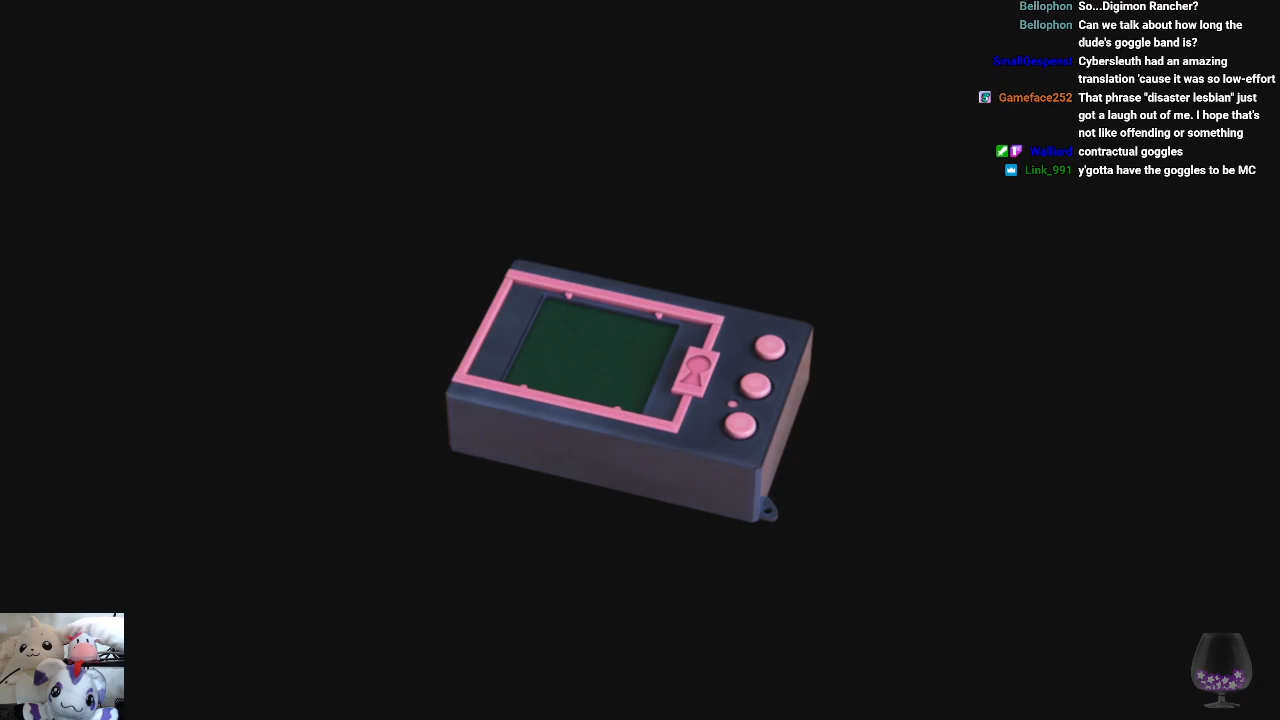 Bellophon So...Digimon Rancher?
Bellophon Can we talk about how long the
dude's goggle band is?
SmallGespenst Cybersleuth had an amazing
translation 'cause it was so low-effort
Gameface252 That phrase "disaster lesbian" just
got a laugh out of me. I hope that's
not like offending or something
contractual goggles
Link_991 y'gotta have the goggles to be MC